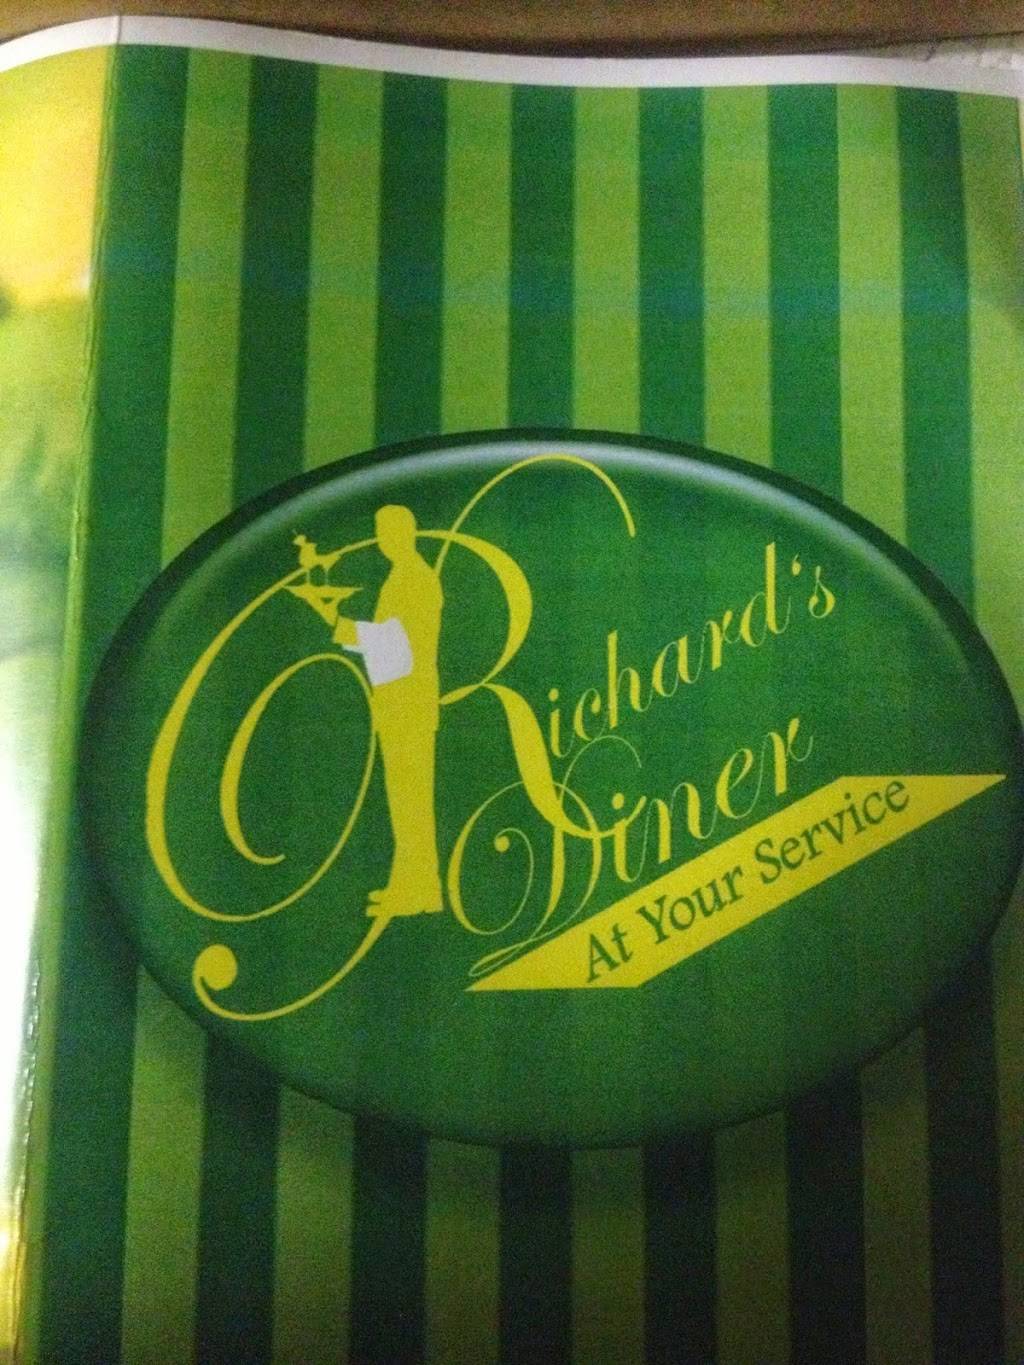 Richard's
Diner
At Your Service